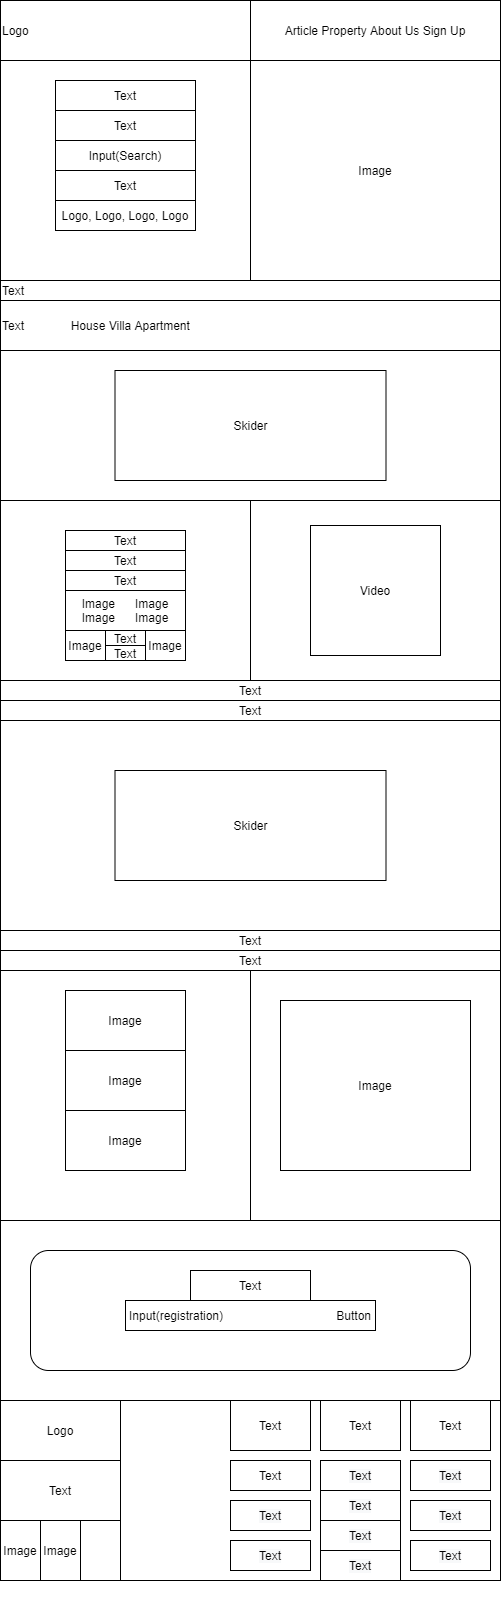 Logo
Article Property About Us Sign Up
Text
Text
Input(Search)
Text
Logo, Logo, Logo, Logo
Image
Text
Text House Villa Apartment
Skider
Text
Text
Text
Image Image
Image Image
Image
Text
Text
Image
Video
Text
Text
Skider
Text
Text
Image
Image
Image
Image
Text
Input(registration) Button
Logo
Text
Image Image
Text
Text
Text
Text
Text
Text
Text
Text
Text
Text
Text
Text
Text